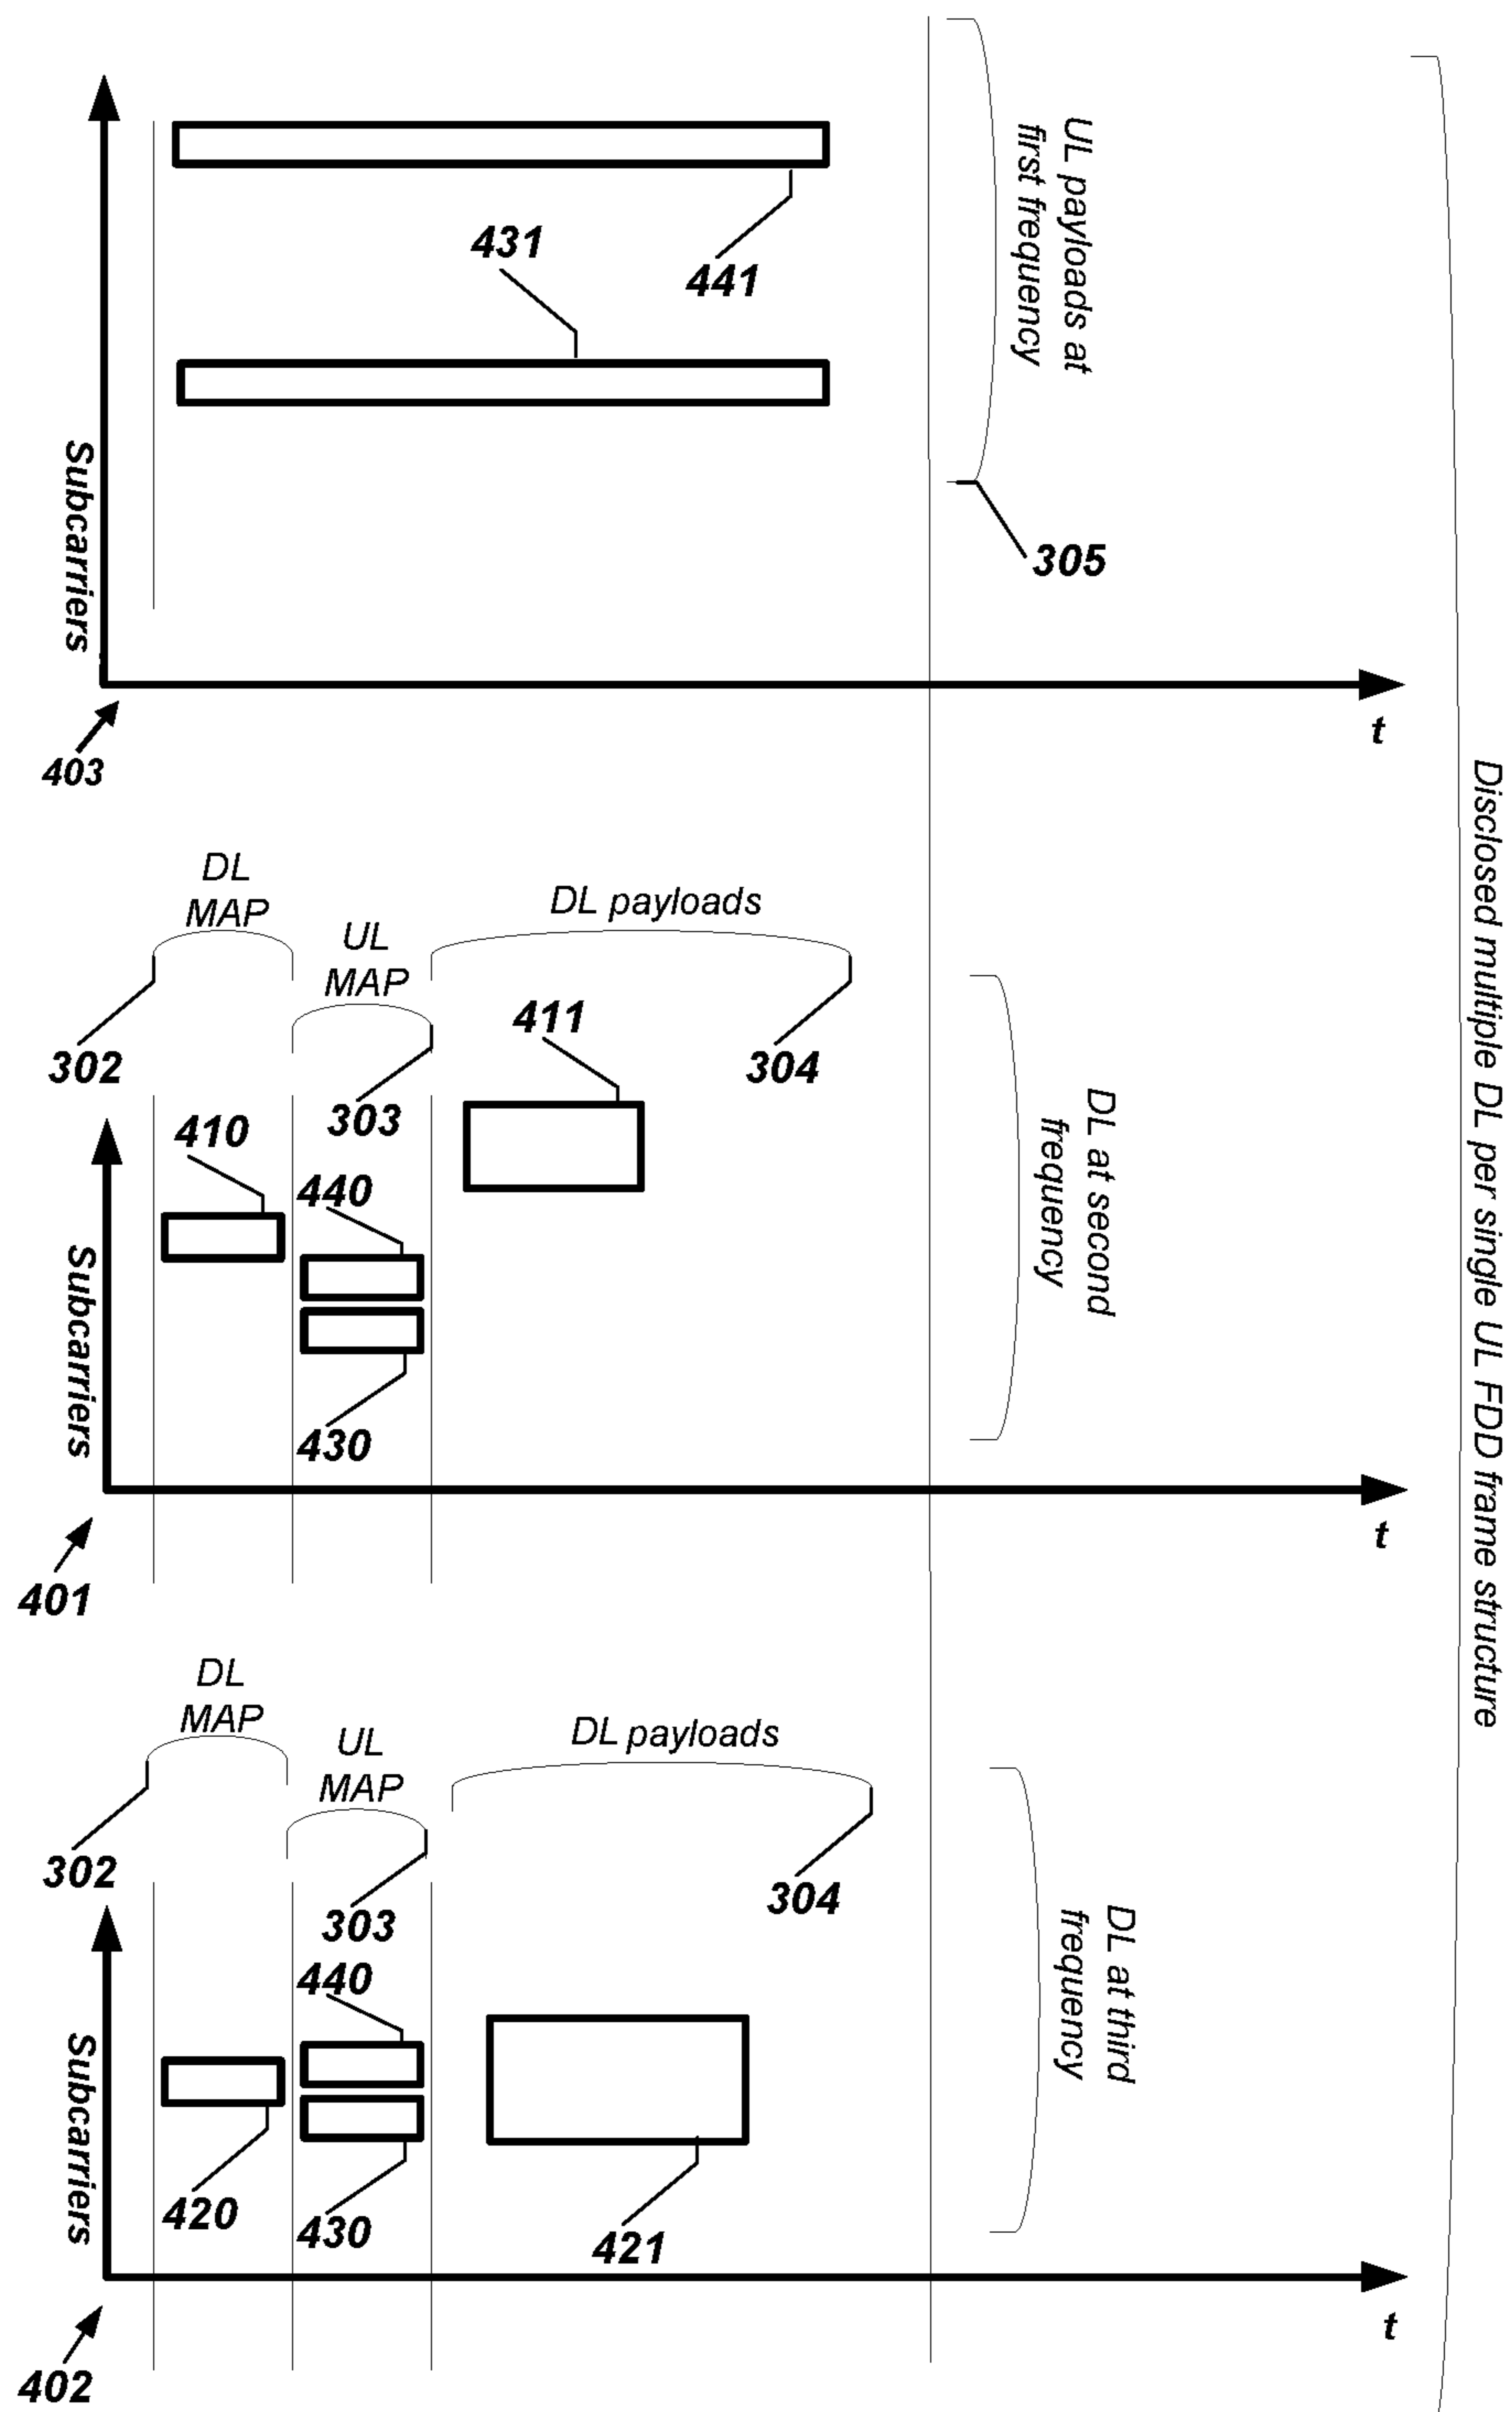 441
431
Subcarriers
UL payloads at
first frequency
305
t
403
DL
MAP
UL
MAP
DL payloads
302
303
304
411
410
440
430
Subcarriers
DL at second
frequency
t
401
DL
MAP
UL
MAP
DL payloads
302
303
304
440
420
430
421
Subcarriers
DL at third
frequency
t
402
Disclosed multiple DL per single UL FDD frame structure